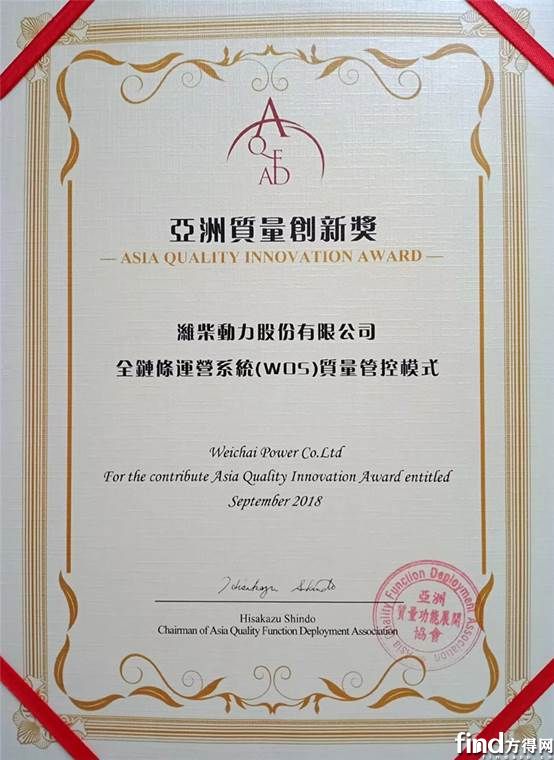 A
Q F
AD
亞洲質量創新獎
— ASIA QUALITY INNOVATION AWARD —
濰柴動力股份有限公司
全鏈條運營系統(WOS)質量管控模式
Weichai Power Co.Ltd
For the contribute Asia Quality Innovation Award entitled
September 2018
Hisakazu Shindo
Hisakazu Shindo
Chairman of Asia Quality Function Deployment Association
Asia Quality Function Deployment Association
亞洲
質量功能展開
協會
find方得网